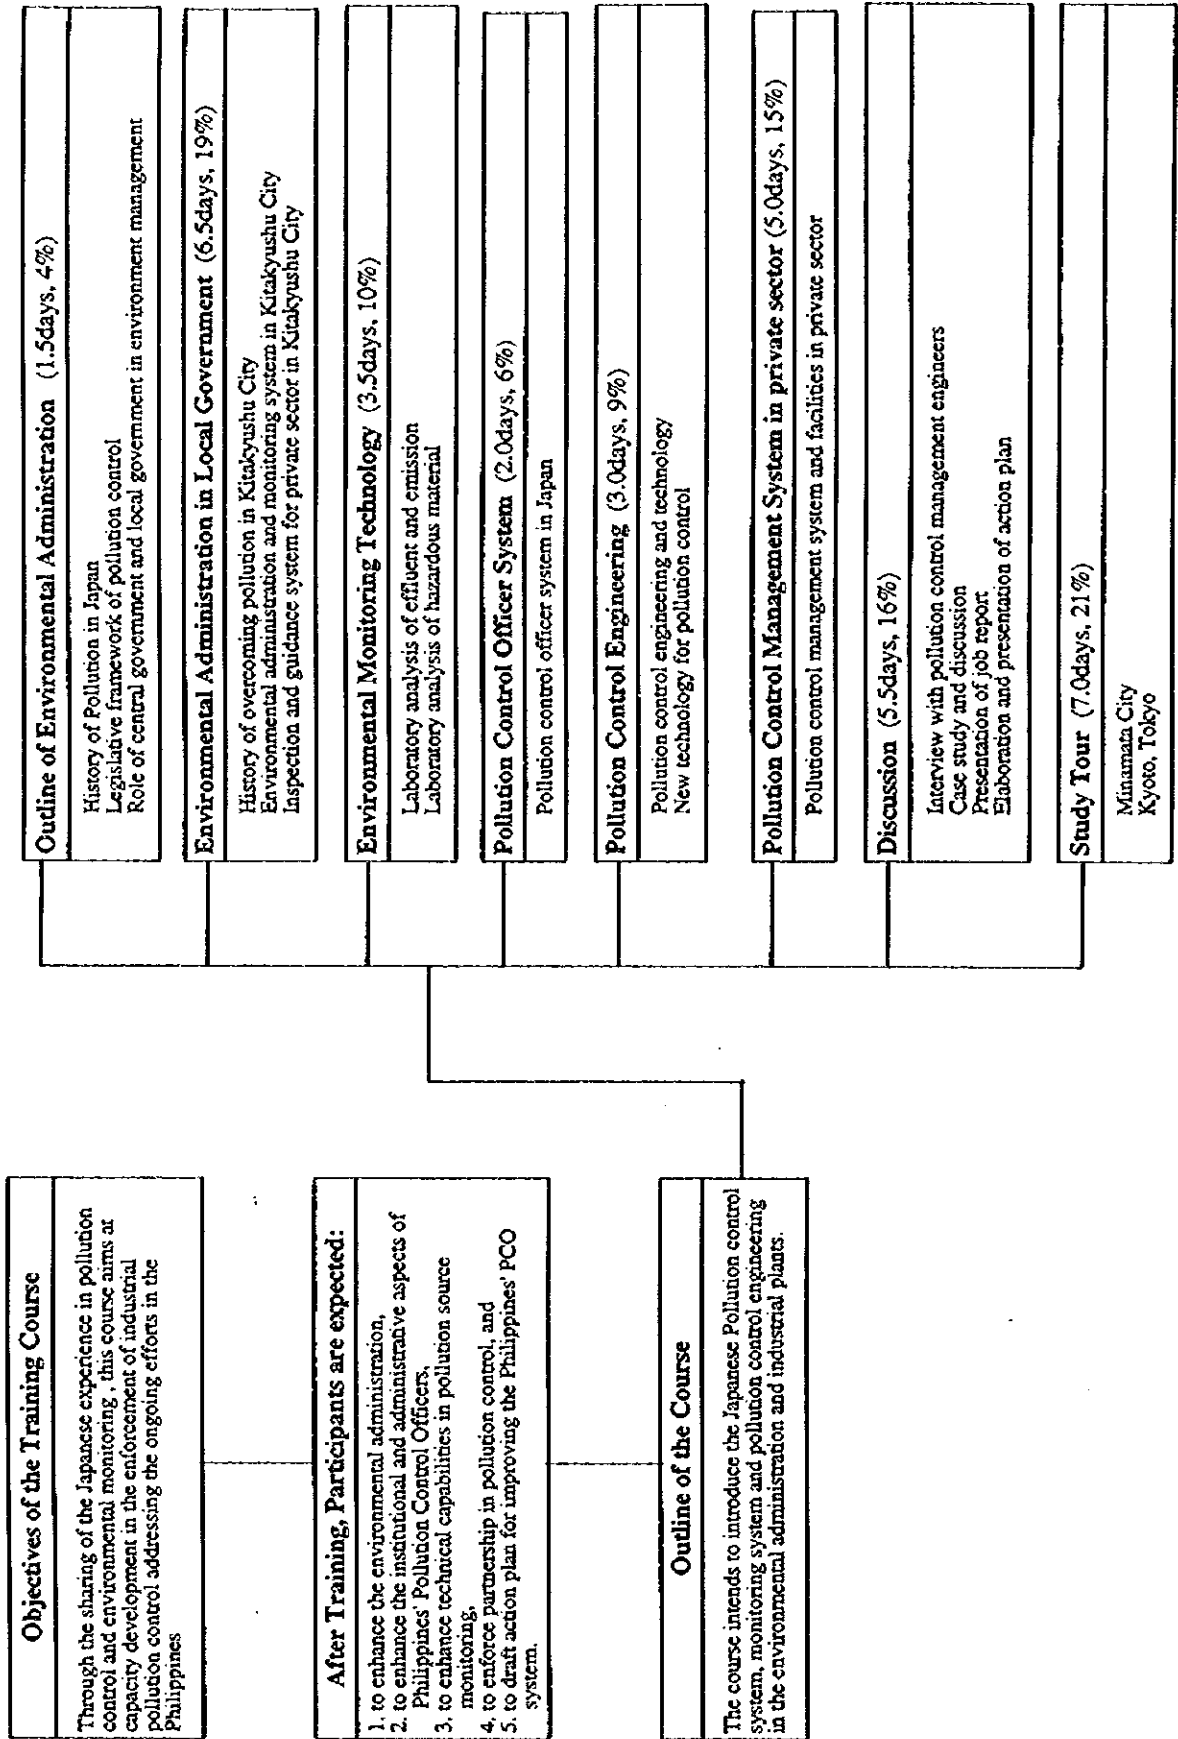 Objectives of the Training Course
Through the sharing of the Japanese experience in pollution
control and environmental monitoring , this course aims at
capacity development in the enforcement of industrial
pollution control addressing the ongoing efforts in the
Philippines
After Training, Participants are expected:
1. to enhance the environmental administration,
2. to enhance the institutional and administrative aspects of
Philippines' Pollution Control Officers,
3. to enhance technical capabilities in pollution source
monitoring,
4. to enforce partnership in pollution control, and
5. to draft action plan for improving the Philippines' PCO
system.
Outline of the Course
The course intends to introduce the Japanese Pollution control
system, monitoring system and pollution control engineering
in the environmental administration and industrial plants.
Outline of Environmental Administration (1.5days, 4%)
History of Pollution in Japan
Legislative framework of pollution control
Role of central government and local government in environment management
Environmental Administration in Local Government (6.5days, 19%)
History of overcoming pollution in Kitakyushu City
Environmental administration and monitoring system in Kitakyushu City
Inspection and guidance system for private sector in Kitakyushu City
Environmental Monitoring Technology (3.5days, 10%)
Laboratory analysis of effluent and emission
Laboratory analysis of hazardous material
Pollution Control Officer System (2.0days, 6%)
Pollution control officer system in Japan
Pollution Control Engineering (3.0days, 9%)
Pollution control engineering and technology
New technology for pollution control
Pollution Control Management System in private sector (5.0days, 15%)
Pollution control management system and facilities in private sector
Discussion (5.5days, 16%)
Interview with pollution control management engineers
Case study and discussion
Presentation of job report
Elaboration and presentation of action plan
Study Tour (7.0days, 21%)
Minamata City
Kyoto, Tokyo